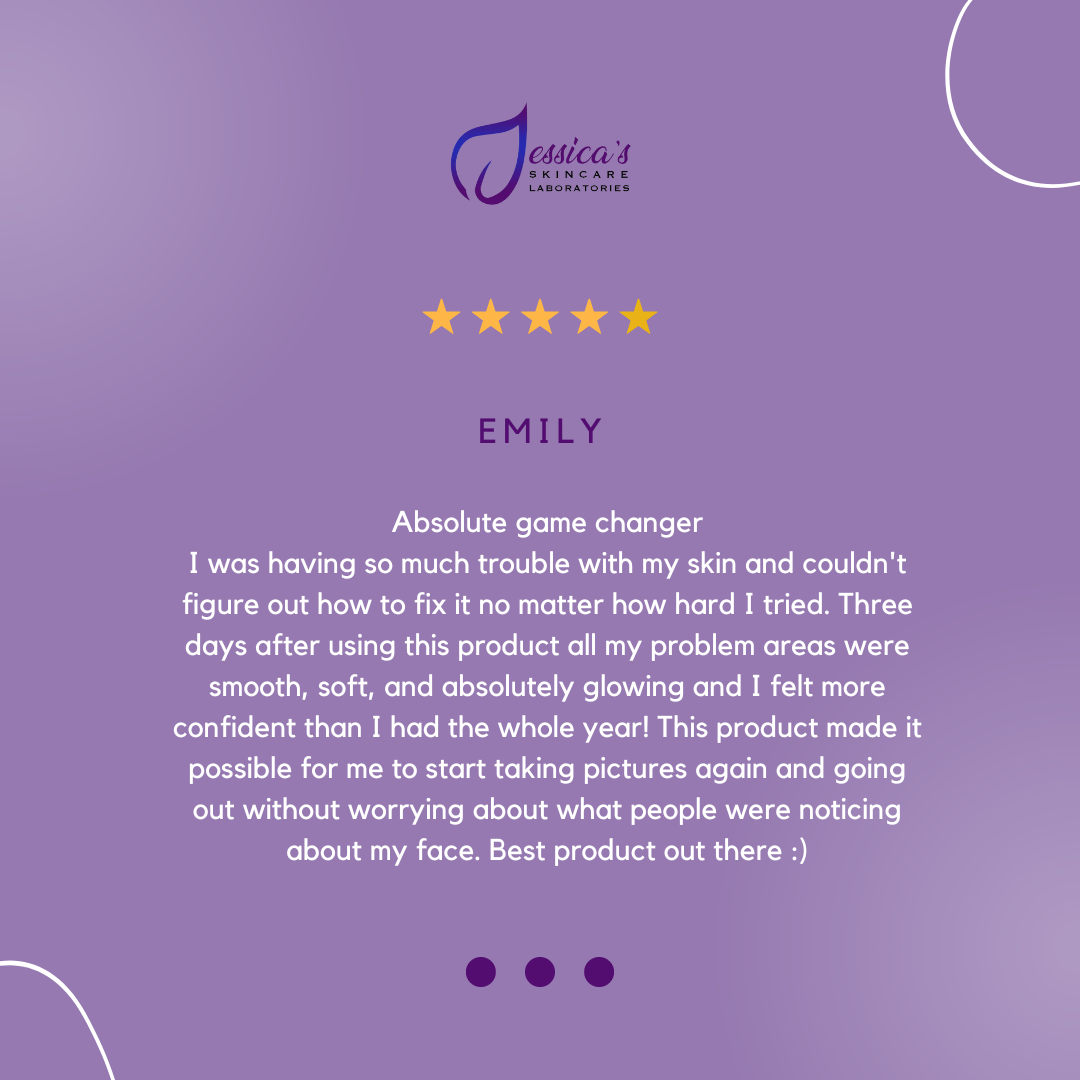 Jessica's
SKINCARE
LABORATORIES
EMILY
Absolute game changer
I was having so much trouble with my skin and couldn't
figure out how to fix it no matter how hard I tried. Three
days after using this product all my problem areas were
smooth, soft, and absolutely glowing and I felt more
confident than I had the whole year! This product made it
possible for me to start taking pictures again and going
out without worrying about what people were noticing
about my face. Best product out there :)